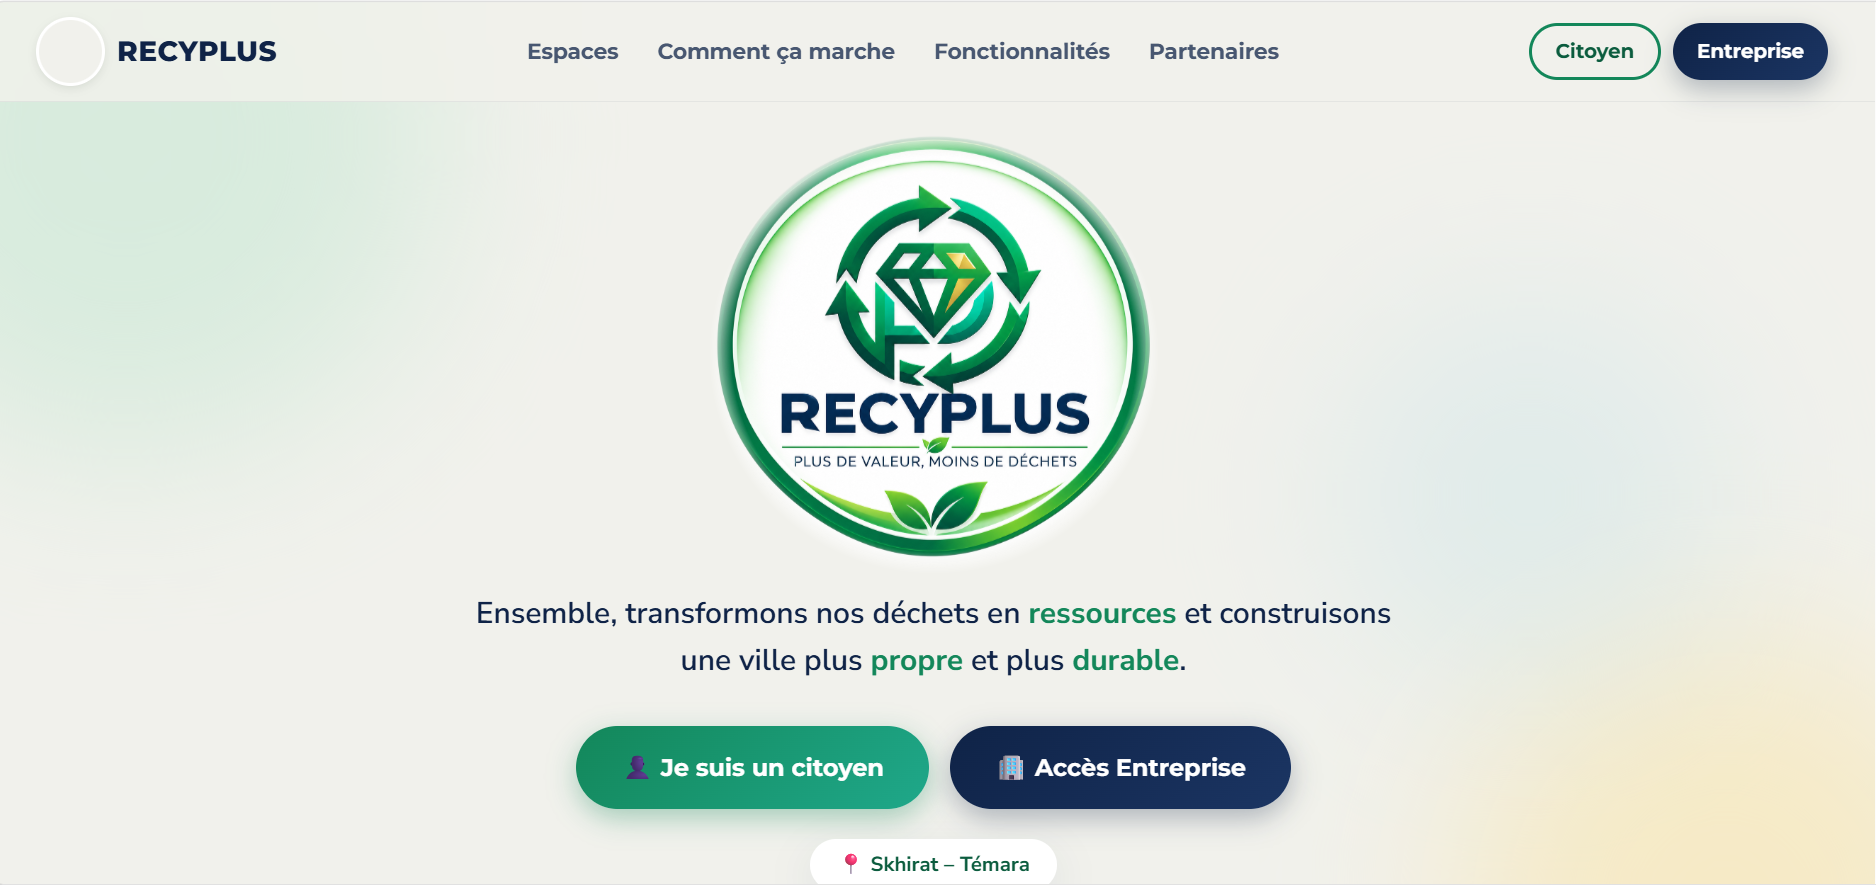 RECYPLUS
Espaces
Comment ça marche
Fonctionnalités
Partenaires
Citoyen
Entreprise
RECYPLUS
PLUS DE VALEUR, MOINS DE DÉCHETS
Ensemble, transformons nos déchets en ressources et construisons
une ville plus propre et plus durable.
Je suis un citoyen
Accès Entreprise
Skhirat – Témara